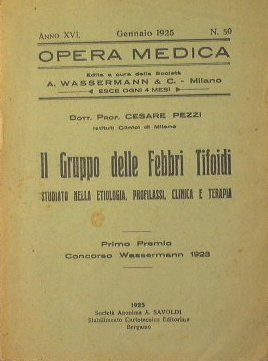 ANNO XVI.
Gennaio 1925
N. 50
OPERA MEDICA
Edita a cura della Società
A. WASSERMANN & C. - Milano
ESCE OGNI 4 MESI
DOTT. PROF. CESARE PEZZI
Istituti Clinici di Milano
Il Gruppo delle Febbri Tifoidi
STUDIATO NELLA ETIOLOGIA, PROFILASSI, CLINICA E TERAPIA
Primo Premio
Concorso Wassermann 1923
1925
Società Anonima A. SAVOLDI
Stabilimento Cartotecnico Editoriale
Bergamo